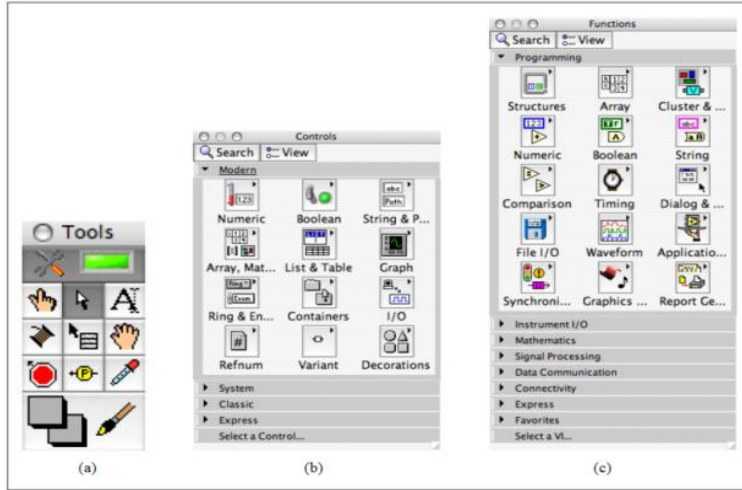 Tools
(a)
Controls
Search View
Modern
Numeric Boolean String & P...
Array, Mat... List & Table Graph
Ring & En... Containers I/O
Refnum Variant Decorations
System
Classic
Express
Select a Control...
(b)
Functions
Search View
Programming
Structures Array Cluster & ...
Numeric Boolean String
Comparison Timing Dialog & ...
File I/O Waveform Applicatio...
Synchroni... Graphics ... Report Ge...
Instrument I/O
Mathematics
Signal Processing
Data Communication
Connectivity
Express
Favorites
Select a VI...
(c)